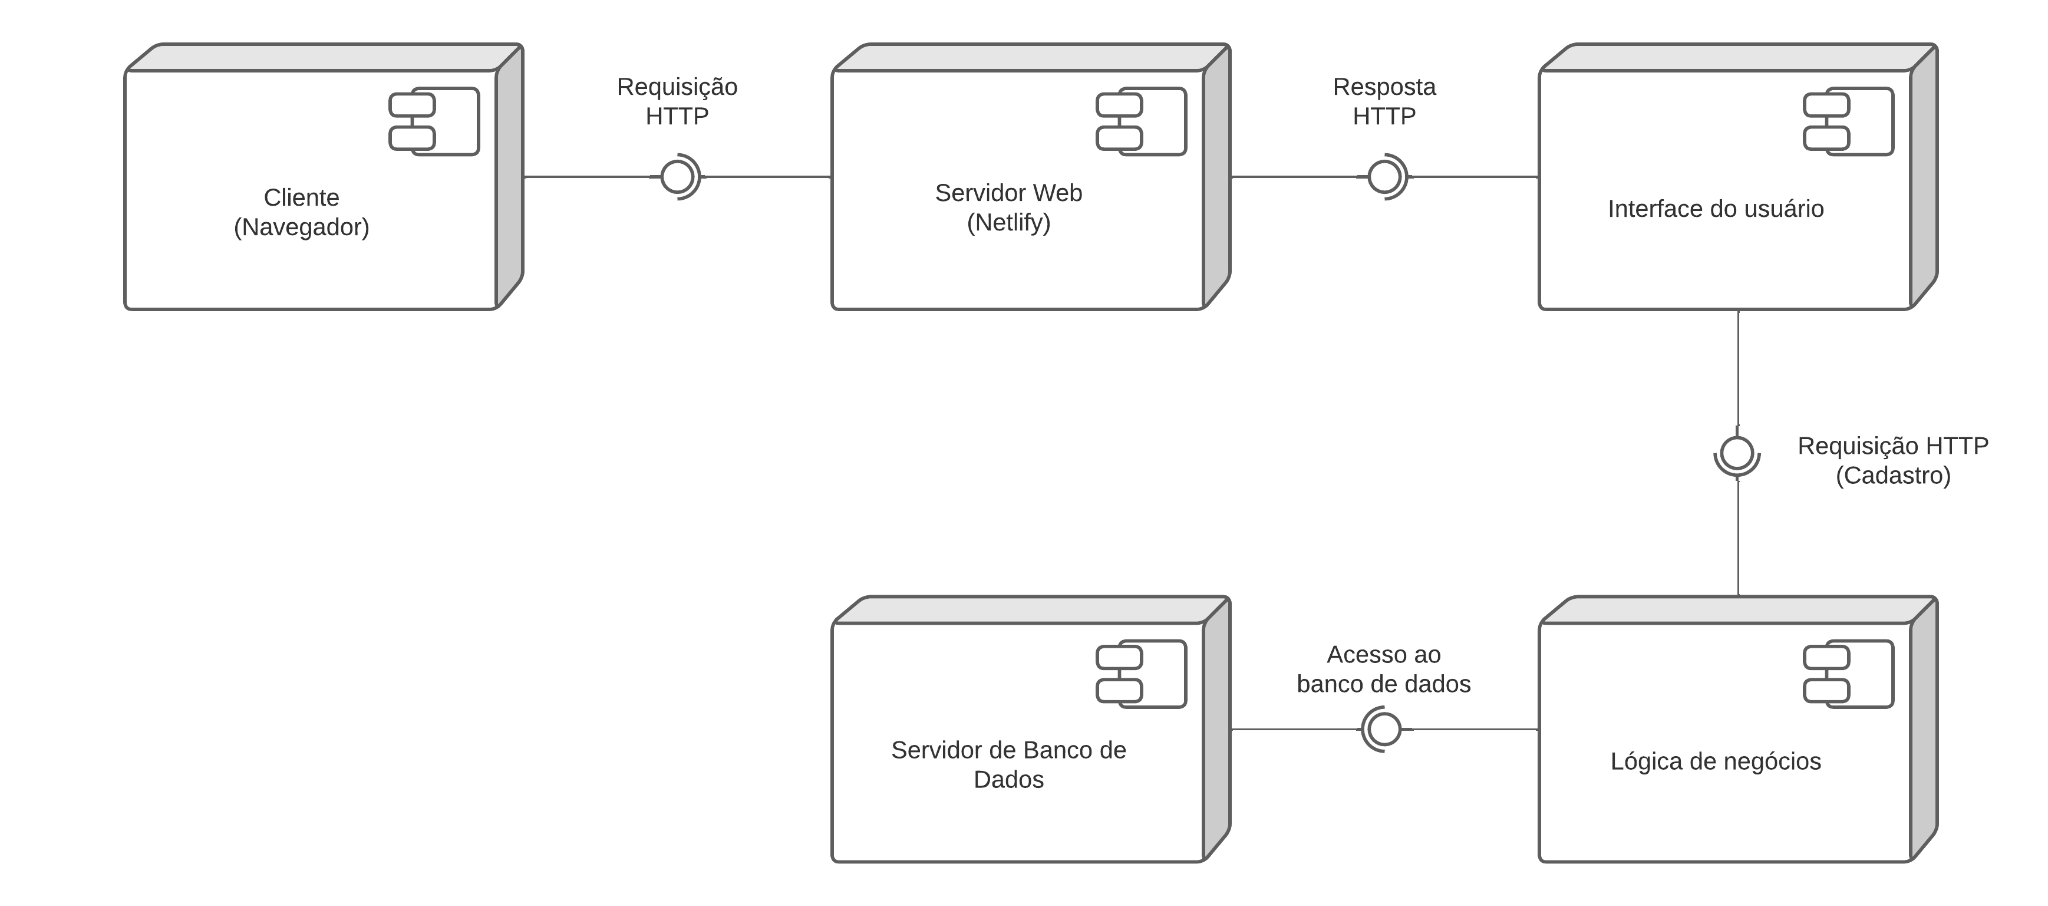 Cliente
(Navegador)
Requisição
HTTP
Servidor Web
(Netlify)
Resposta
HTTP
Interface do usuário
Requisição HTTP
(Cadastro)
Servidor de Banco de
Dados
Acesso ao
banco de dados
Lógica de negócios